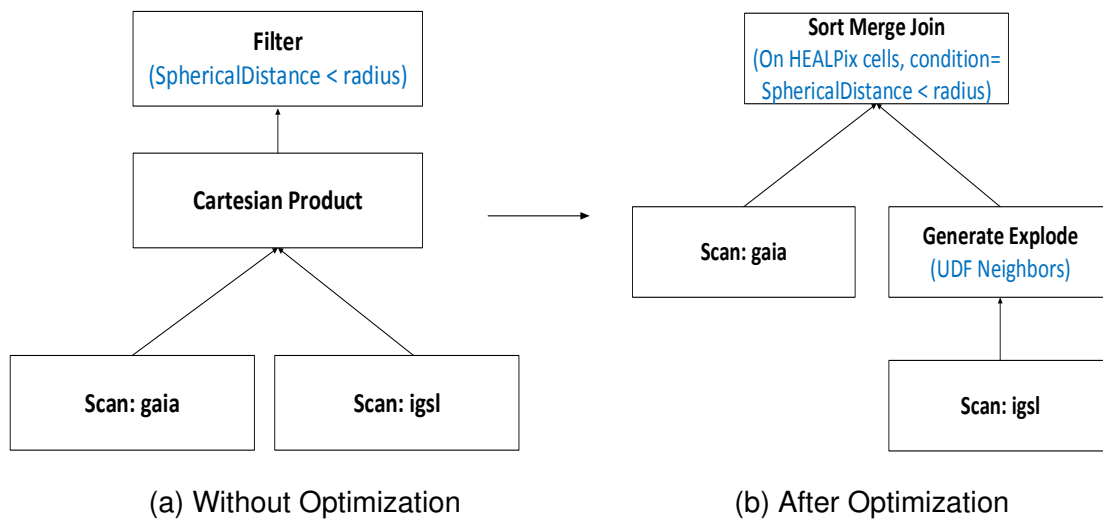 Filter
(SphericalDistance < radius)
Cartesian Product
Scan: gaia
Scan: igsl
(a) Without Optimization
Sort Merge Join
(On HEALPix cells, condition=
SphericalDistance < radius)
Scan: gaia
Generate Explode
(UDF Neighbors)
Scan: igsl
(b) After Optimization